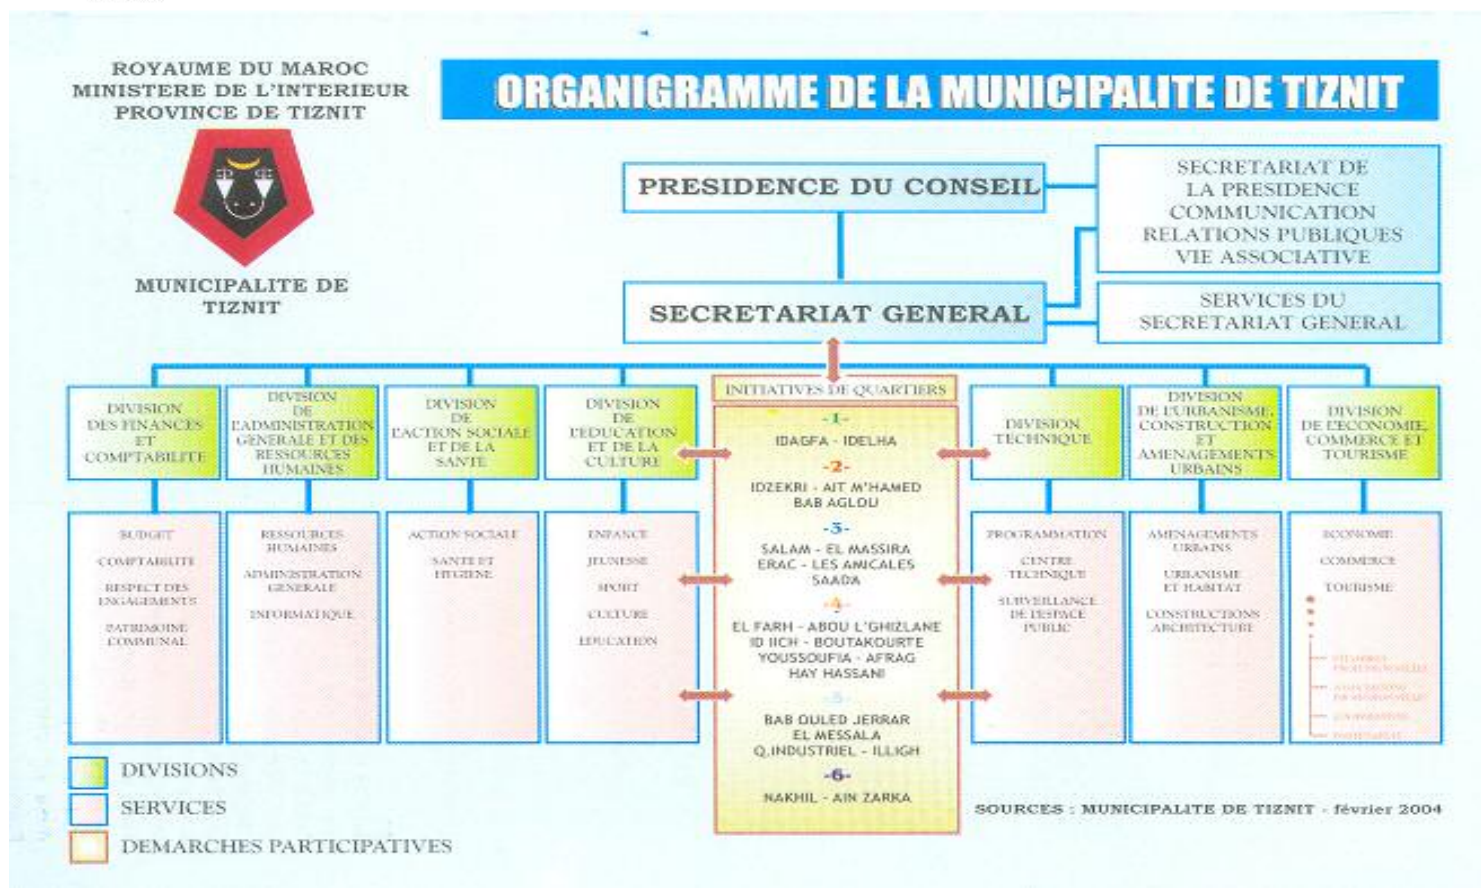 ROYAUME DU MAROC
MINISTERE DE L'INTERIEUR
PROVINCE DE TIZNIT
MUNICIPALITE DE
TIZNIT
ORGANIGRAMME DE LA MUNICIPALITE DE TIZNIT
PRESIDENCE DU CONSEIL
SECRETARIAT DE
LA PRESIDENCE
COMMUNICATION
RELATIONS PUBLIQUES
VIE ASSOCIATIVE
SECRETARIAT GENERAL
SERVICES DU
SECRETARIAT GENERAL
DIVISION
DES FINANCES
ET
COMPTABILITE
DIVISION
DE
L'ADMINISTRATION
GENERALE ET DES
RESSOURCES
HUMAINES
DIVISION
DE
L'ACTION SOCIALE
ET DE LA
SANTE
DIVISION
DE
L'EDUCATION
ET DE LA
CULTURE
INITIATIVES DE QUARTIERS
DIVISION
TECHNIQUE
DIVISION
DE L'URBANISME,
CONSTRUCTION
ET
AMENAGEMENTS
URBAINS
DIVISION
DE L'ECONOMIE,
COMMERCE ET
TOURISME
BUDGET
COMPTABILITE
RESPECT DES
ENGAGEMENTS
PATRIMOINE
COMMUNAL
RESSOURCES
HUMAINES
ADMINISTRATION
GENERALE
INFORMATIQUE
ACTION SOCIALE
SANTE ET
HYGIENE
ENFANCE
JEUNESSE
SPORT
CULTURE
EDUCATION
-1-
IDAGFA - IDELHA
-2-
IDZEKRI - AIT M'HAMED
BAB AGLOU
-3-
SALAM - EL MASSIRA
ERAC - LES AMICALES
SAADA
-4-
EL FARH - ABOU L'GHIZLANE
ID IICH - BOUTAKOURTE
YOUSSOUFIA - AFRAG
HAY HASSANI
-5-
BAB OULED JERRAR
EL MESSALA
Q.INDUSTRIEL - ILLIGH
-6-
NAKHIL - AIN ZARKA
PROGRAMMATION
CENTRE
TECHNIQUE
SURVEILLANCE
DE L'ESPACE
PUBLIC
AMENAGEMENTS
URBAINS
URBANISME
ET HABITAT
CONSTRUCTIONS
ARCHITECTURE
ECONOMIE
COMMERCE
TOURISME
DIVISIONS
SERVICES
DEMARCHES PARTICIPATIVES
SOURCES : MUNICIPALITE DE TIZNIT - février 2004